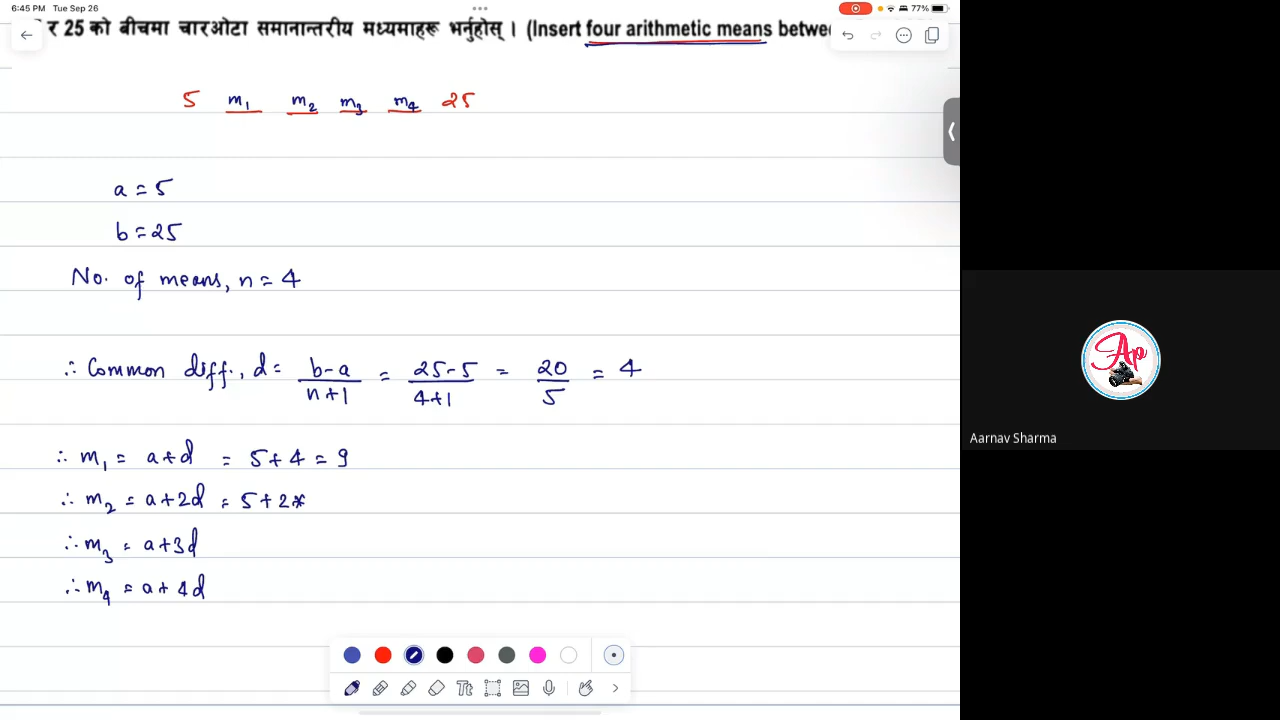 6:45 PM Tue Sep 26
77%
र 25 को बीचमा चारओटा समानान्तरीय मध्यमाहरू भर्नुहोस् । (Insert four arithmetic means betwe
5 m₁ m₂ m₃ m₄ 25
a = 5
b = 25
No. of means, n = 4
∴ Common diff., d = b-a/n+1 = 25-5/4+1 = 20/5 = 4
∴ m₁ = a+d = 5+4 = 9
∴ m₂ = a+2d = 5+2*
∴ m₃ = a+3d
∴ m₄ = a+4d
Tt
Ap
Aarnav Sharma